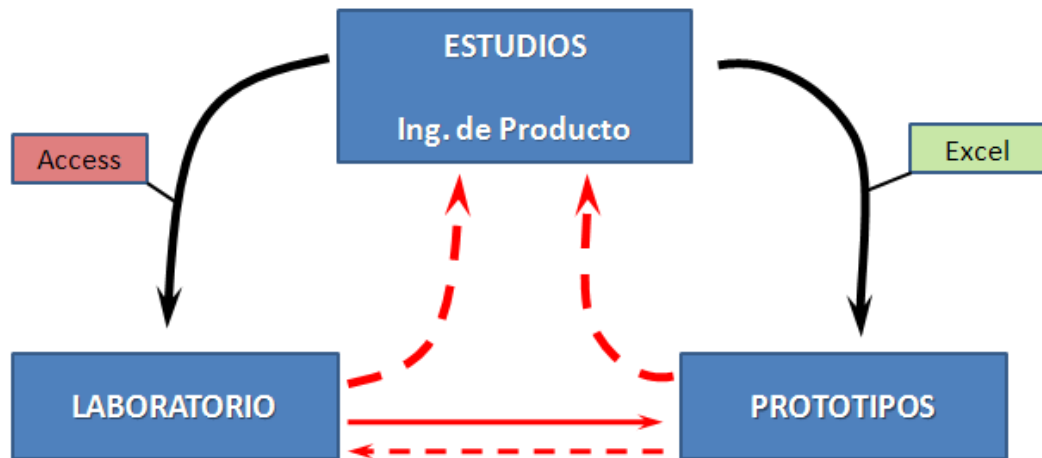 ESTUDIOS
Ing. de Producto
Access
Excel
LABORATORIO
PROTOTIPOS